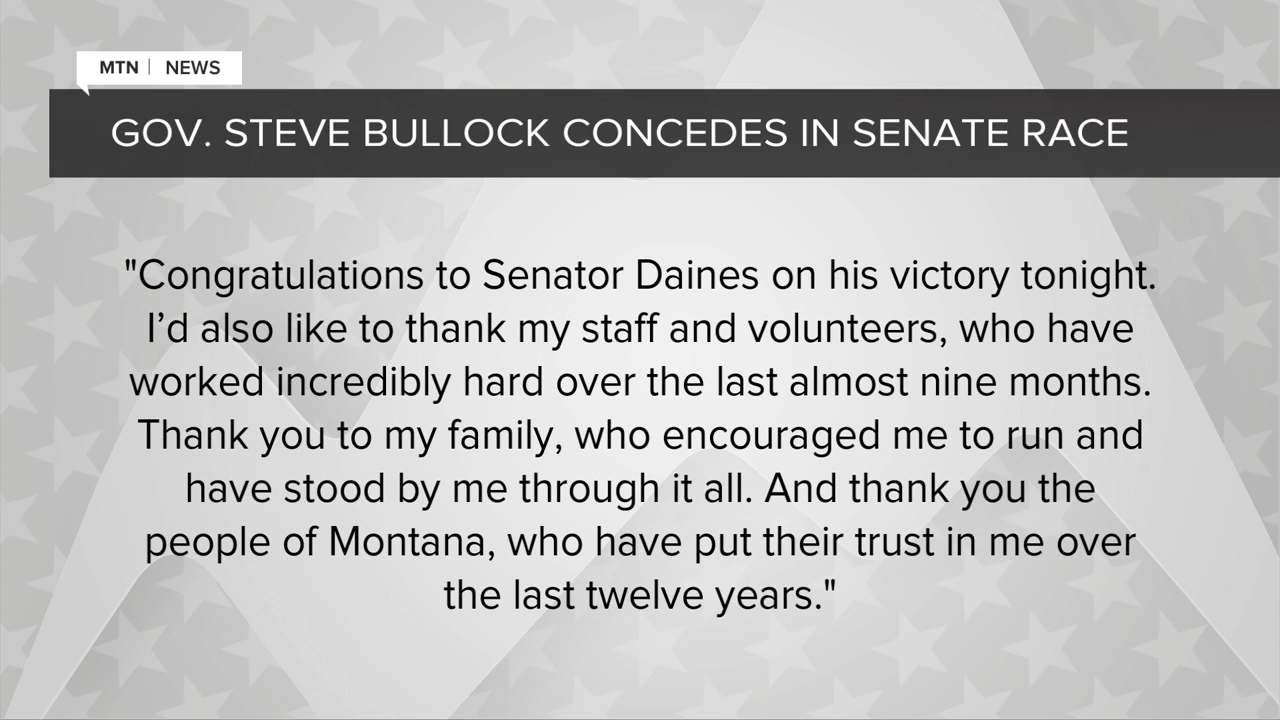 MTN | NEWS
GOV. STEVE BULLOCK CONCEDES IN SENATE RACE
"Congratulations to Senator Daines on his victory tonight.
I’d also like to thank my staff and volunteers, who have
worked incredibly hard over the last almost nine months.
Thank you to my family, who encouraged me to run and
have stood by me through it all. And thank you the
people of Montana, who have put their trust in me over
the last twelve years."